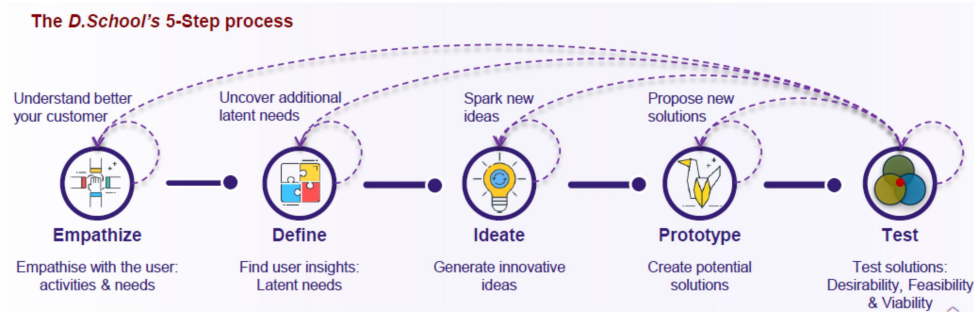 The D.School's 5-Step process
Understand better
your customer
Uncover additional
latent needs
Spark new
ideas
Propose new
solutions
Empathize
Define
Ideate
Prototype
Test
Empathise with the user:
activities & needs
Find user insights:
Latent needs
Generate innovative
ideas
Create potential
solutions
Test solutions:
Desirability, Feasibility
& Viability